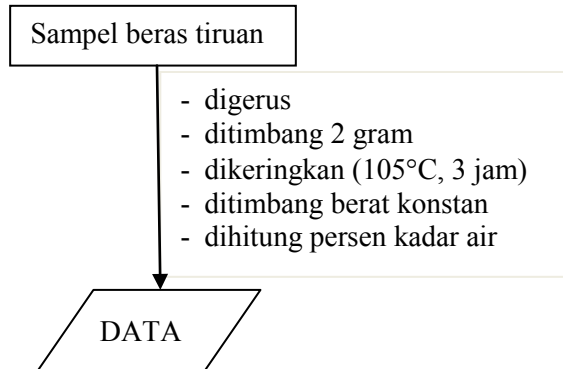 Sampel beras tiruan
- digerus
- ditimbang 2 gram
- dikeringkan (105°C, 3 jam)
- ditimbang berat konstan
- dihitung persen kadar air
DATA